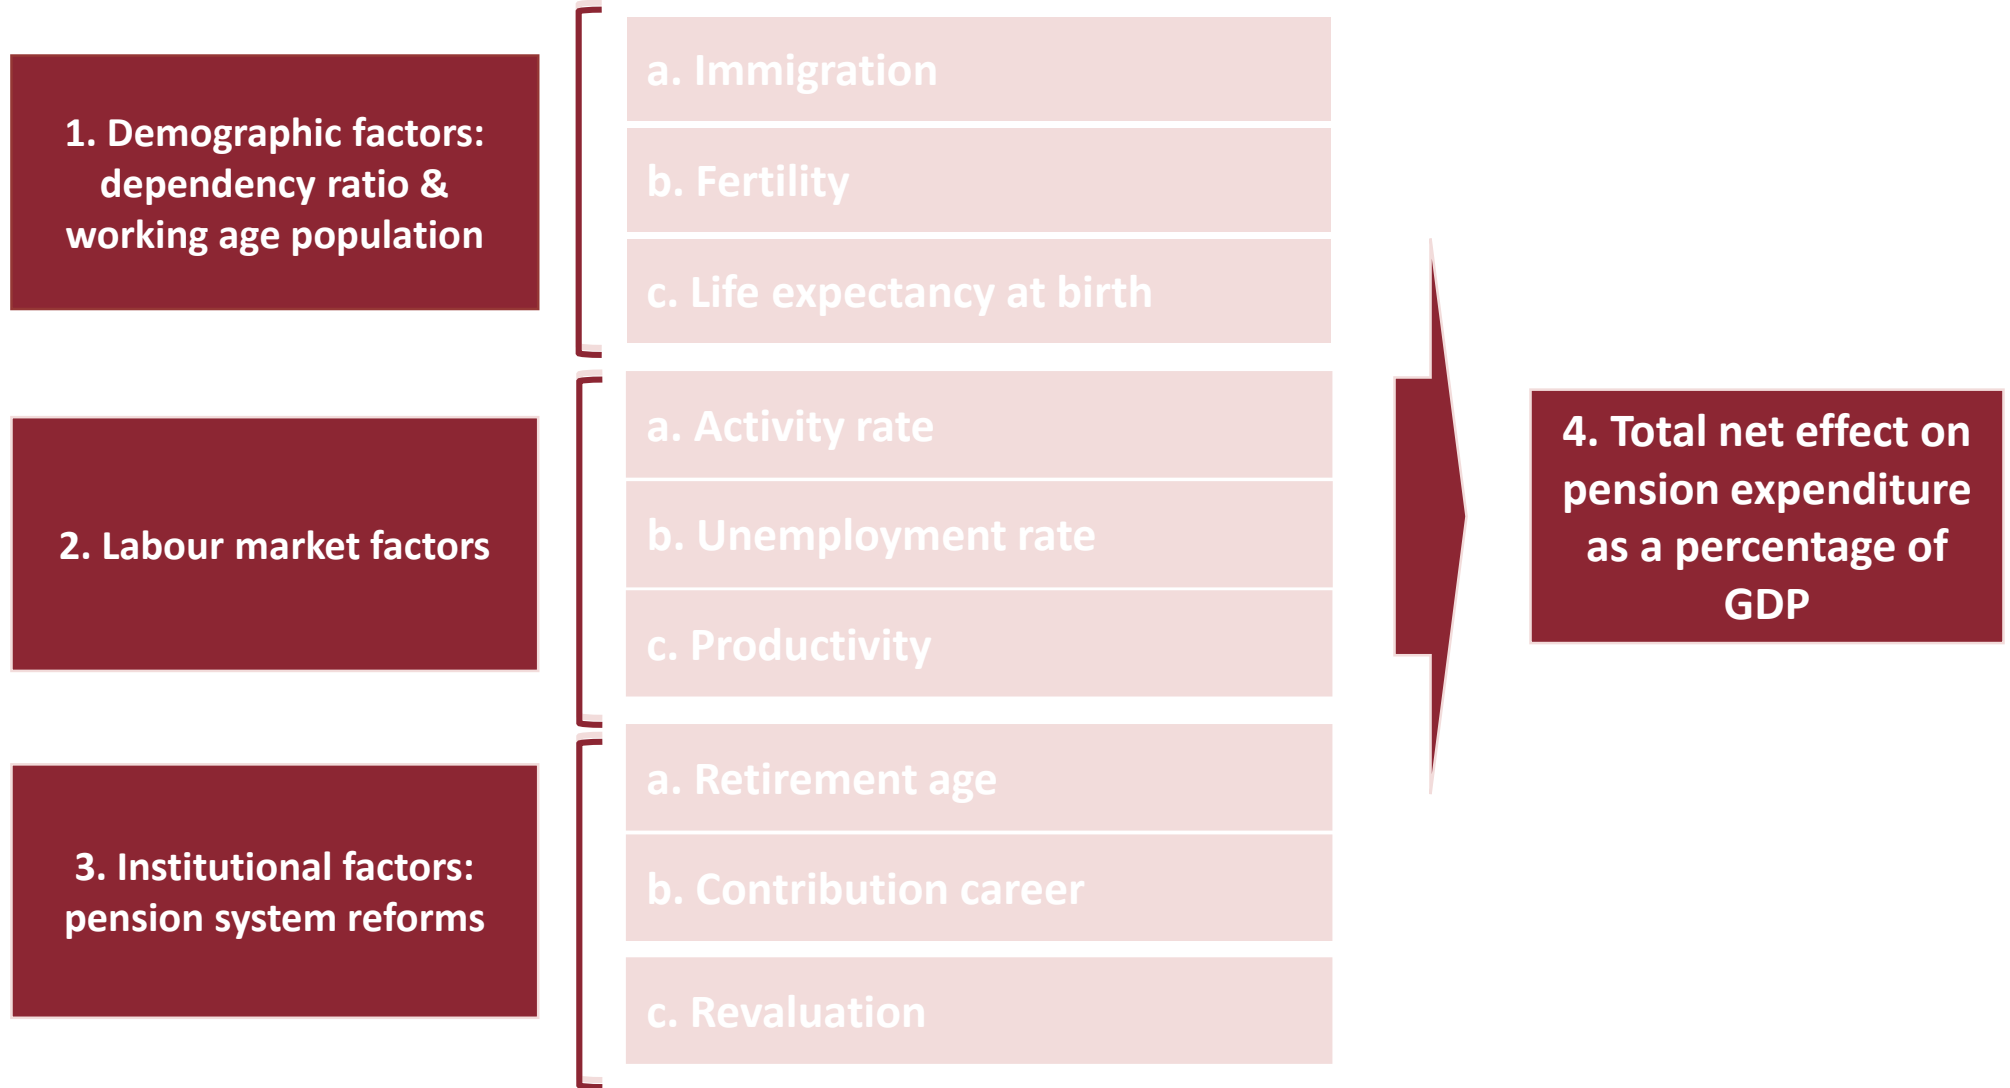 1. Demographic factors:
dependency ratio &
working age population
a. Immigration
b. Fertility
c. Life expectancy at birth
2. Labour market factors
a. Activity rate
b. Unemployment rate
c. Productivity
3. Institutional factors:
pension system reforms
a. Retirement age
b. Contribution career
c. Revaluation
4. Total net effect on
pension expenditure
as a percentage of
GDP